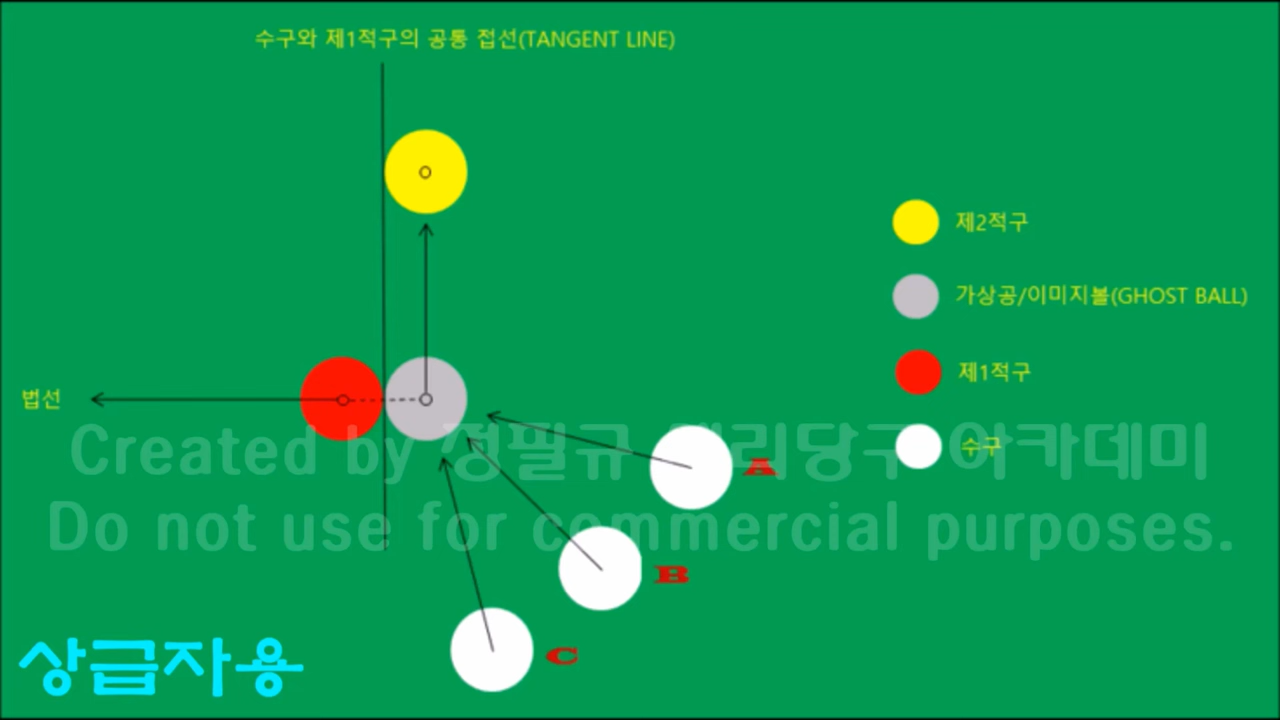 수구와 제1적구의 공통 접선(TANGENT LINE)
제2적구
가상공/이미지볼(GHOST BALL)
제1적구
법선
수구
Created by 정필규 캐리당구 아카데미
A
Do not use for commercial purposes.
B
C
상급자용